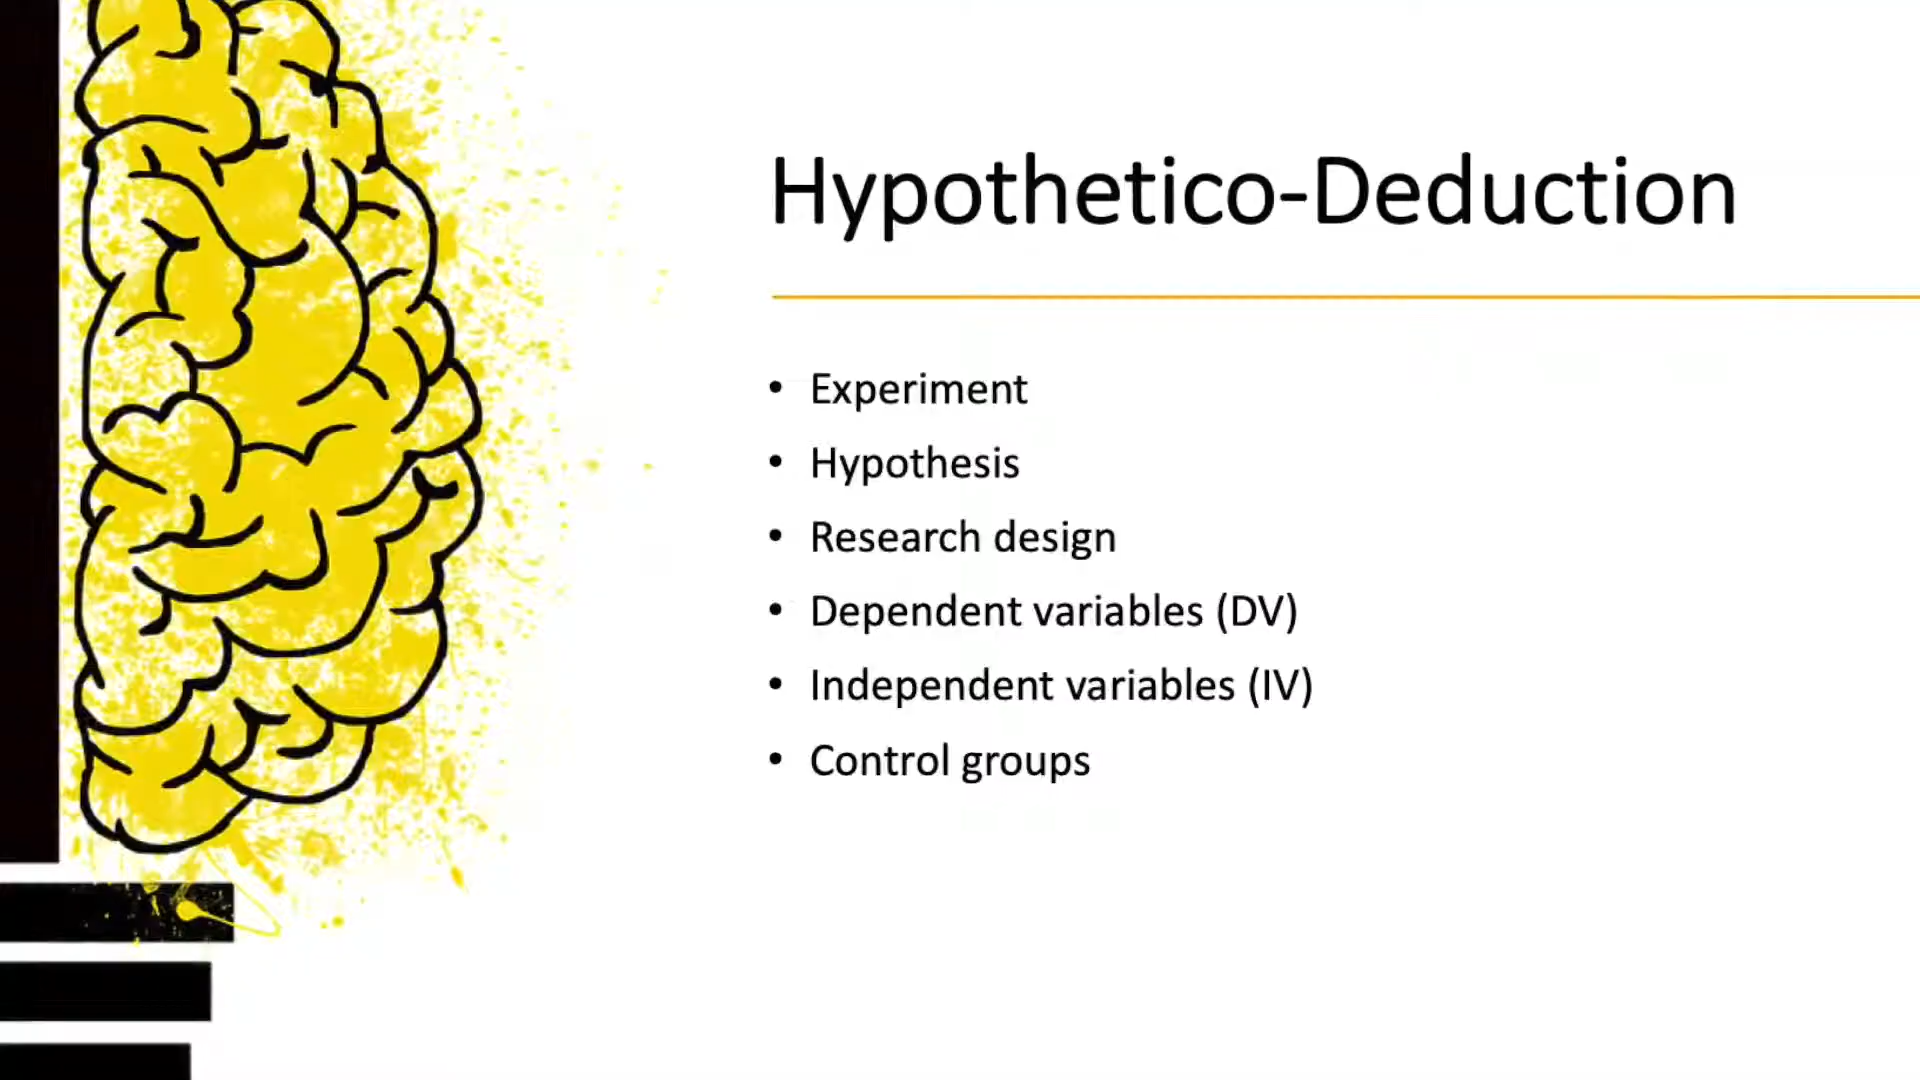 Hypothetico-Deduction
• Experiment
• Hypothesis
• Research design
• Dependent variables (DV)
• Independent variables (IV)
• Control groups